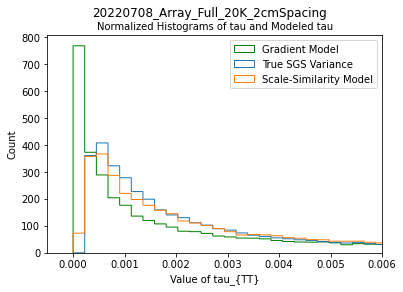 20220708_Array_Full_20K_2cmSpacing
Normalized Histograms of tau and Modeled tau
Gradient Model
True SGS Variance
Scale-Similarity Model
Count
800
700
600
500
400
300
200
100
0
0.000 0.001 0.002 0.003 0.004 0.005 0.006
Value of tau_{TT}